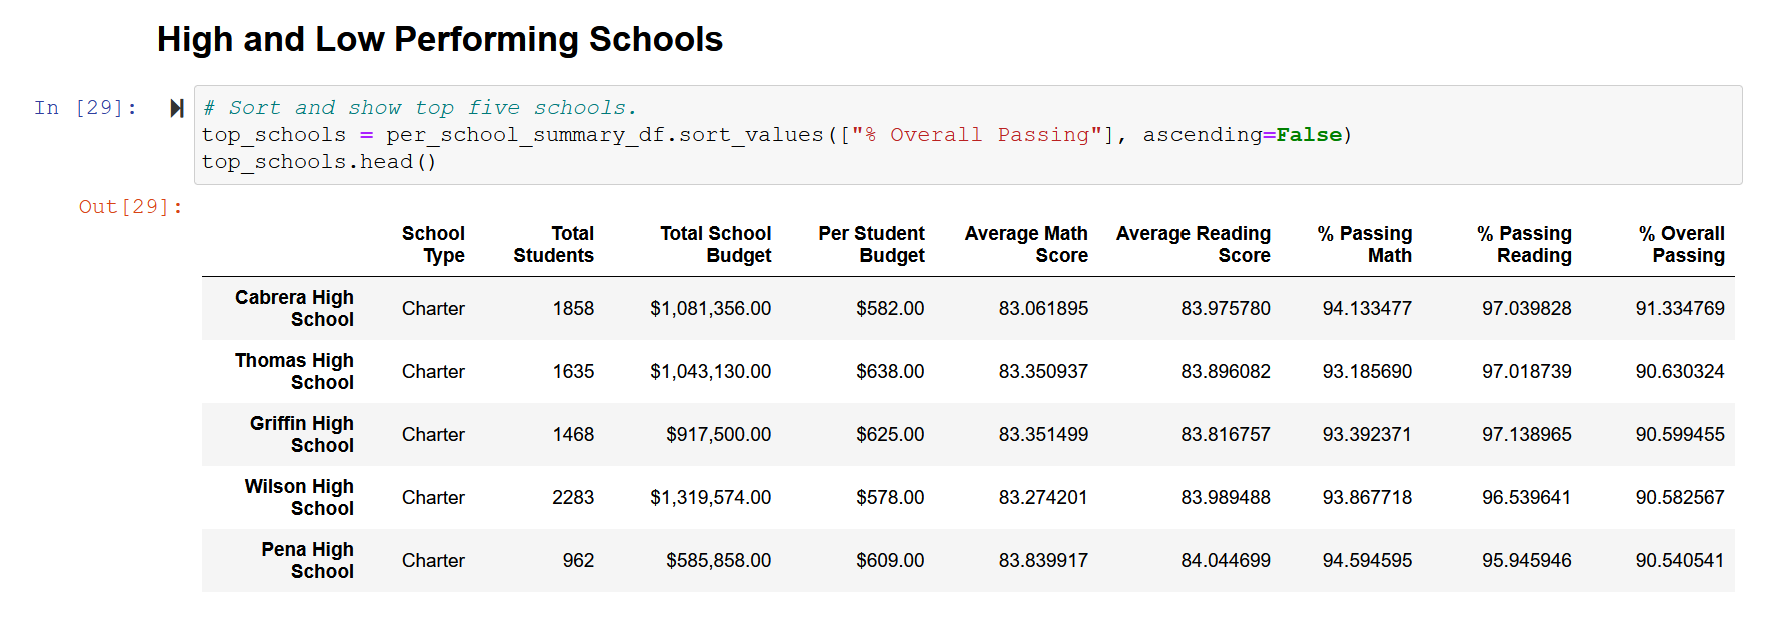 High and Low Performing Schools
In [29]:
# Sort and show top five schools.
top_schools = per_school_summary_df.sort_values(["% Overall Passing"], ascending=False)
top_schools.head()
Out[29]:
School Type Total Students Total School Budget Per Student Budget Average Math Score Average Reading Score % Passing Math % Passing Reading % Overall Passing
Cabrera High School Charter 1858 $1,081,356.00 $582.00 83.061895 83.975780 94.133477 97.039828 91.334769
Thomas High School Charter 1635 $1,043,130.00 $638.00 83.350937 83.896082 93.185690 97.018739 90.630324
Griffin High School Charter 1468 $917,500.00 $625.00 83.351499 83.816757 93.392371 97.138965 90.599455
Wilson High School Charter 2283 $1,319,574.00 $578.00 83.274201 83.989488 93.867718 96.539641 90.582567
Pena High School Charter 962 $585,858.00 $609.00 83.839917 84.044699 94.594595 95.945946 90.540541